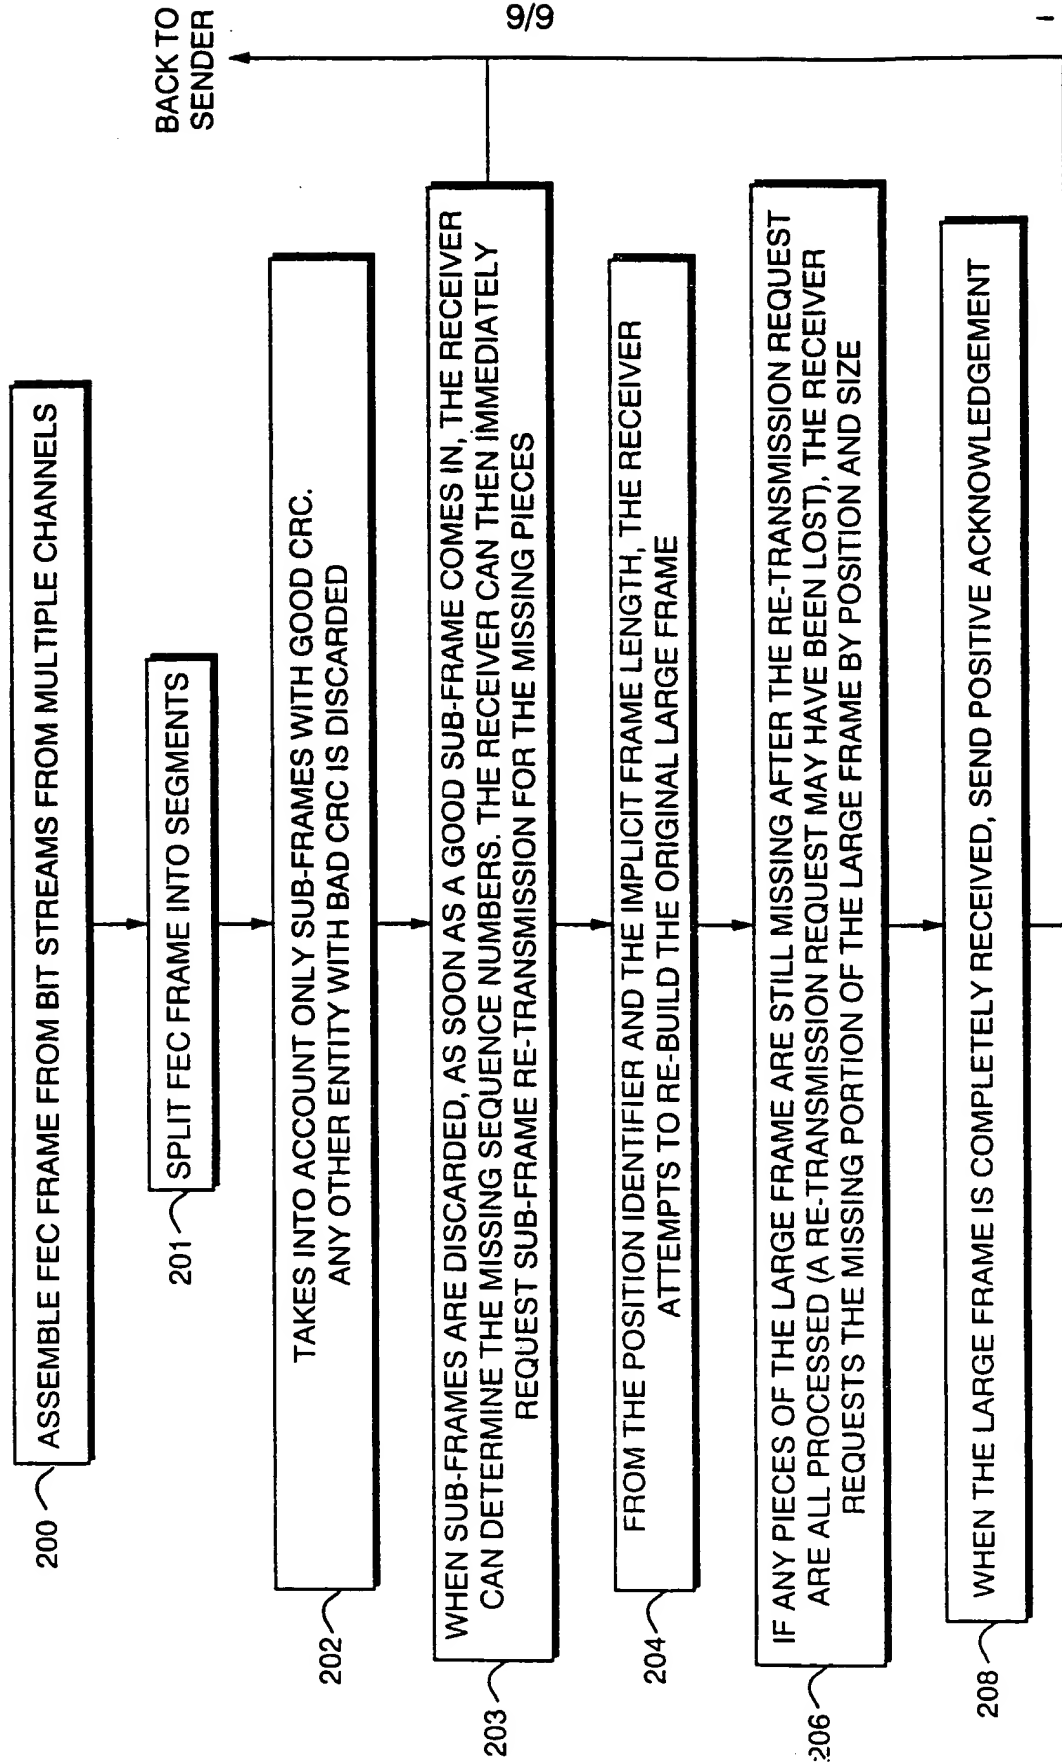 9/9
BACK TO
SENDER
200
ASSEMBLE FEC FRAME FROM BIT STREAMS FROM MULTIPLE CHANNELS
201
SPLIT FEC FRAME INTO SEGMENTS
202
TAKES INTO ACCOUNT ONLY SUB-FRAMES WITH GOOD CRC.
ANY OTHER ENTITY WITH BAD CRC IS DISCARDED
203
WHEN SUB-FRAMES ARE DISCARDED, AS SOON AS A GOOD SUB-FRAME COMES IN, THE RECEIVER
CAN DETERMINE THE MISSING SEQUENCE NUMBERS. THE RECEIVER CAN THEN IMMEDIATELY
REQUEST SUB-FRAME RE-TRANSMISSION FOR THE MISSING PIECES
204
FROM THE POSITION IDENTIFIER AND THE IMPLICIT FRAME LENGTH, THE RECEIVER
ATTEMPTS TO RE-BUILD THE ORIGINAL LARGE FRAME
206
IF ANY PIECES OF THE LARGE FRAME ARE STILL MISSING AFTER THE RE-TRANSMISSION REQUEST
ARE ALL PROCESSED (A RE-TRANSMISSION REQUEST MAY HAVE BEEN LOST), THE RECEIVER
REQUESTS THE MISSING PORTION OF THE LARGE FRAME BY POSITION AND SIZE
208
WHEN THE LARGE FRAME IS COMPLETELY RECEIVED, SEND POSITIVE ACKNOWLEDGEMENT